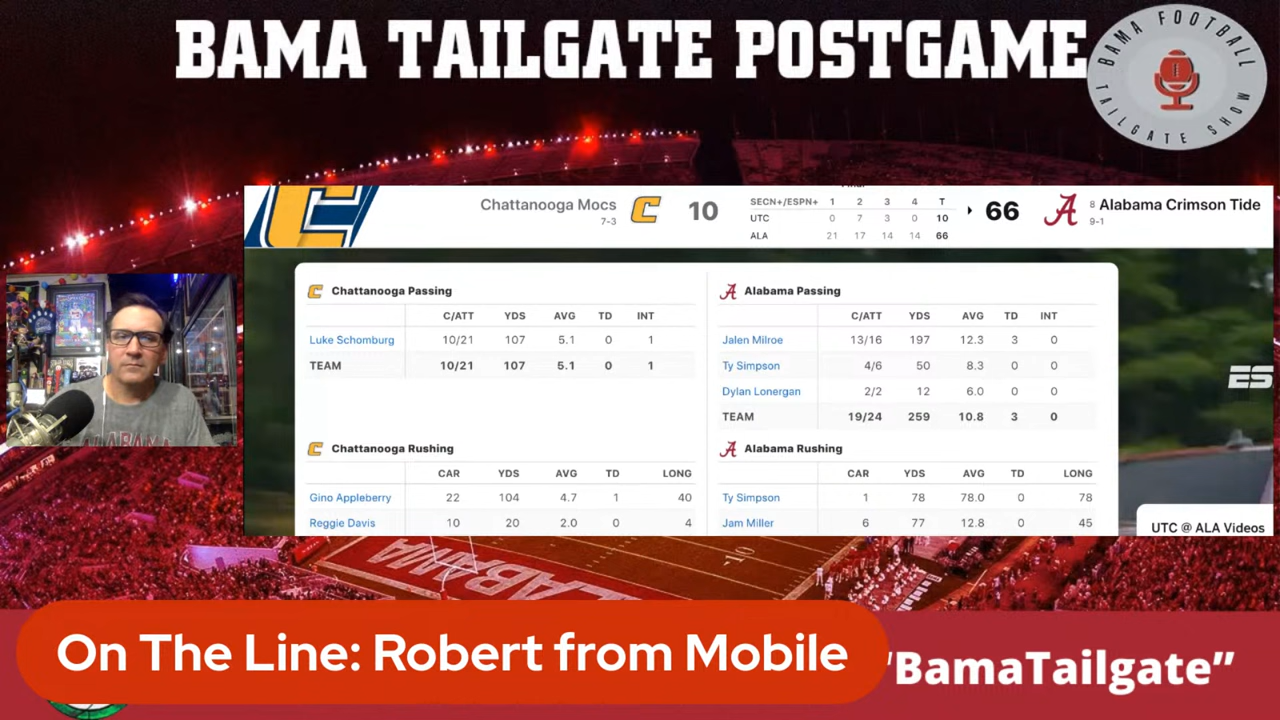 BAMA TAILGATE POSTGAME
BAMA FOOTBALL
TAILGATE SHOW
Chattanooga Mocs
7-3
10
SECN+/ESPN+ 1 2 3 4 T
UTC 0 7 3 0 10
ALA 21 17 14 14 66
66
8 Alabama Crimson Tide
9-1
Chattanooga Passing
C/ATT YDS AVG TD INT
Luke Schomburg 10/21 107 5.1 0 1
TEAM 10/21 107 5.1 0 1
Alabama Passing
C/ATT YDS AVG TD INT
Jalen Milroe 13/16 197 12.3 3 0
Ty Simpson 4/6 50 8.3 0 0
Dylan Lonergan 2/2 12 6.0 0 0
TEAM 19/24 259 10.8 3 0
Chattanooga Rushing
CAR YDS AVG TD LONG
Gino Appleberry 22 104 4.7 1 40
Reggie Davis 10 20 2.0 0 4
Alabama Rushing
CAR YDS AVG TD LONG
Ty Simpson 1 78 78.0 0 78
Jam Miller 6 77 12.8 0 45
ES
UTC @ ALA Videos
ALABAMA
ALABAMA
On The Line: Robert from Mobile
"BamaTailgate”